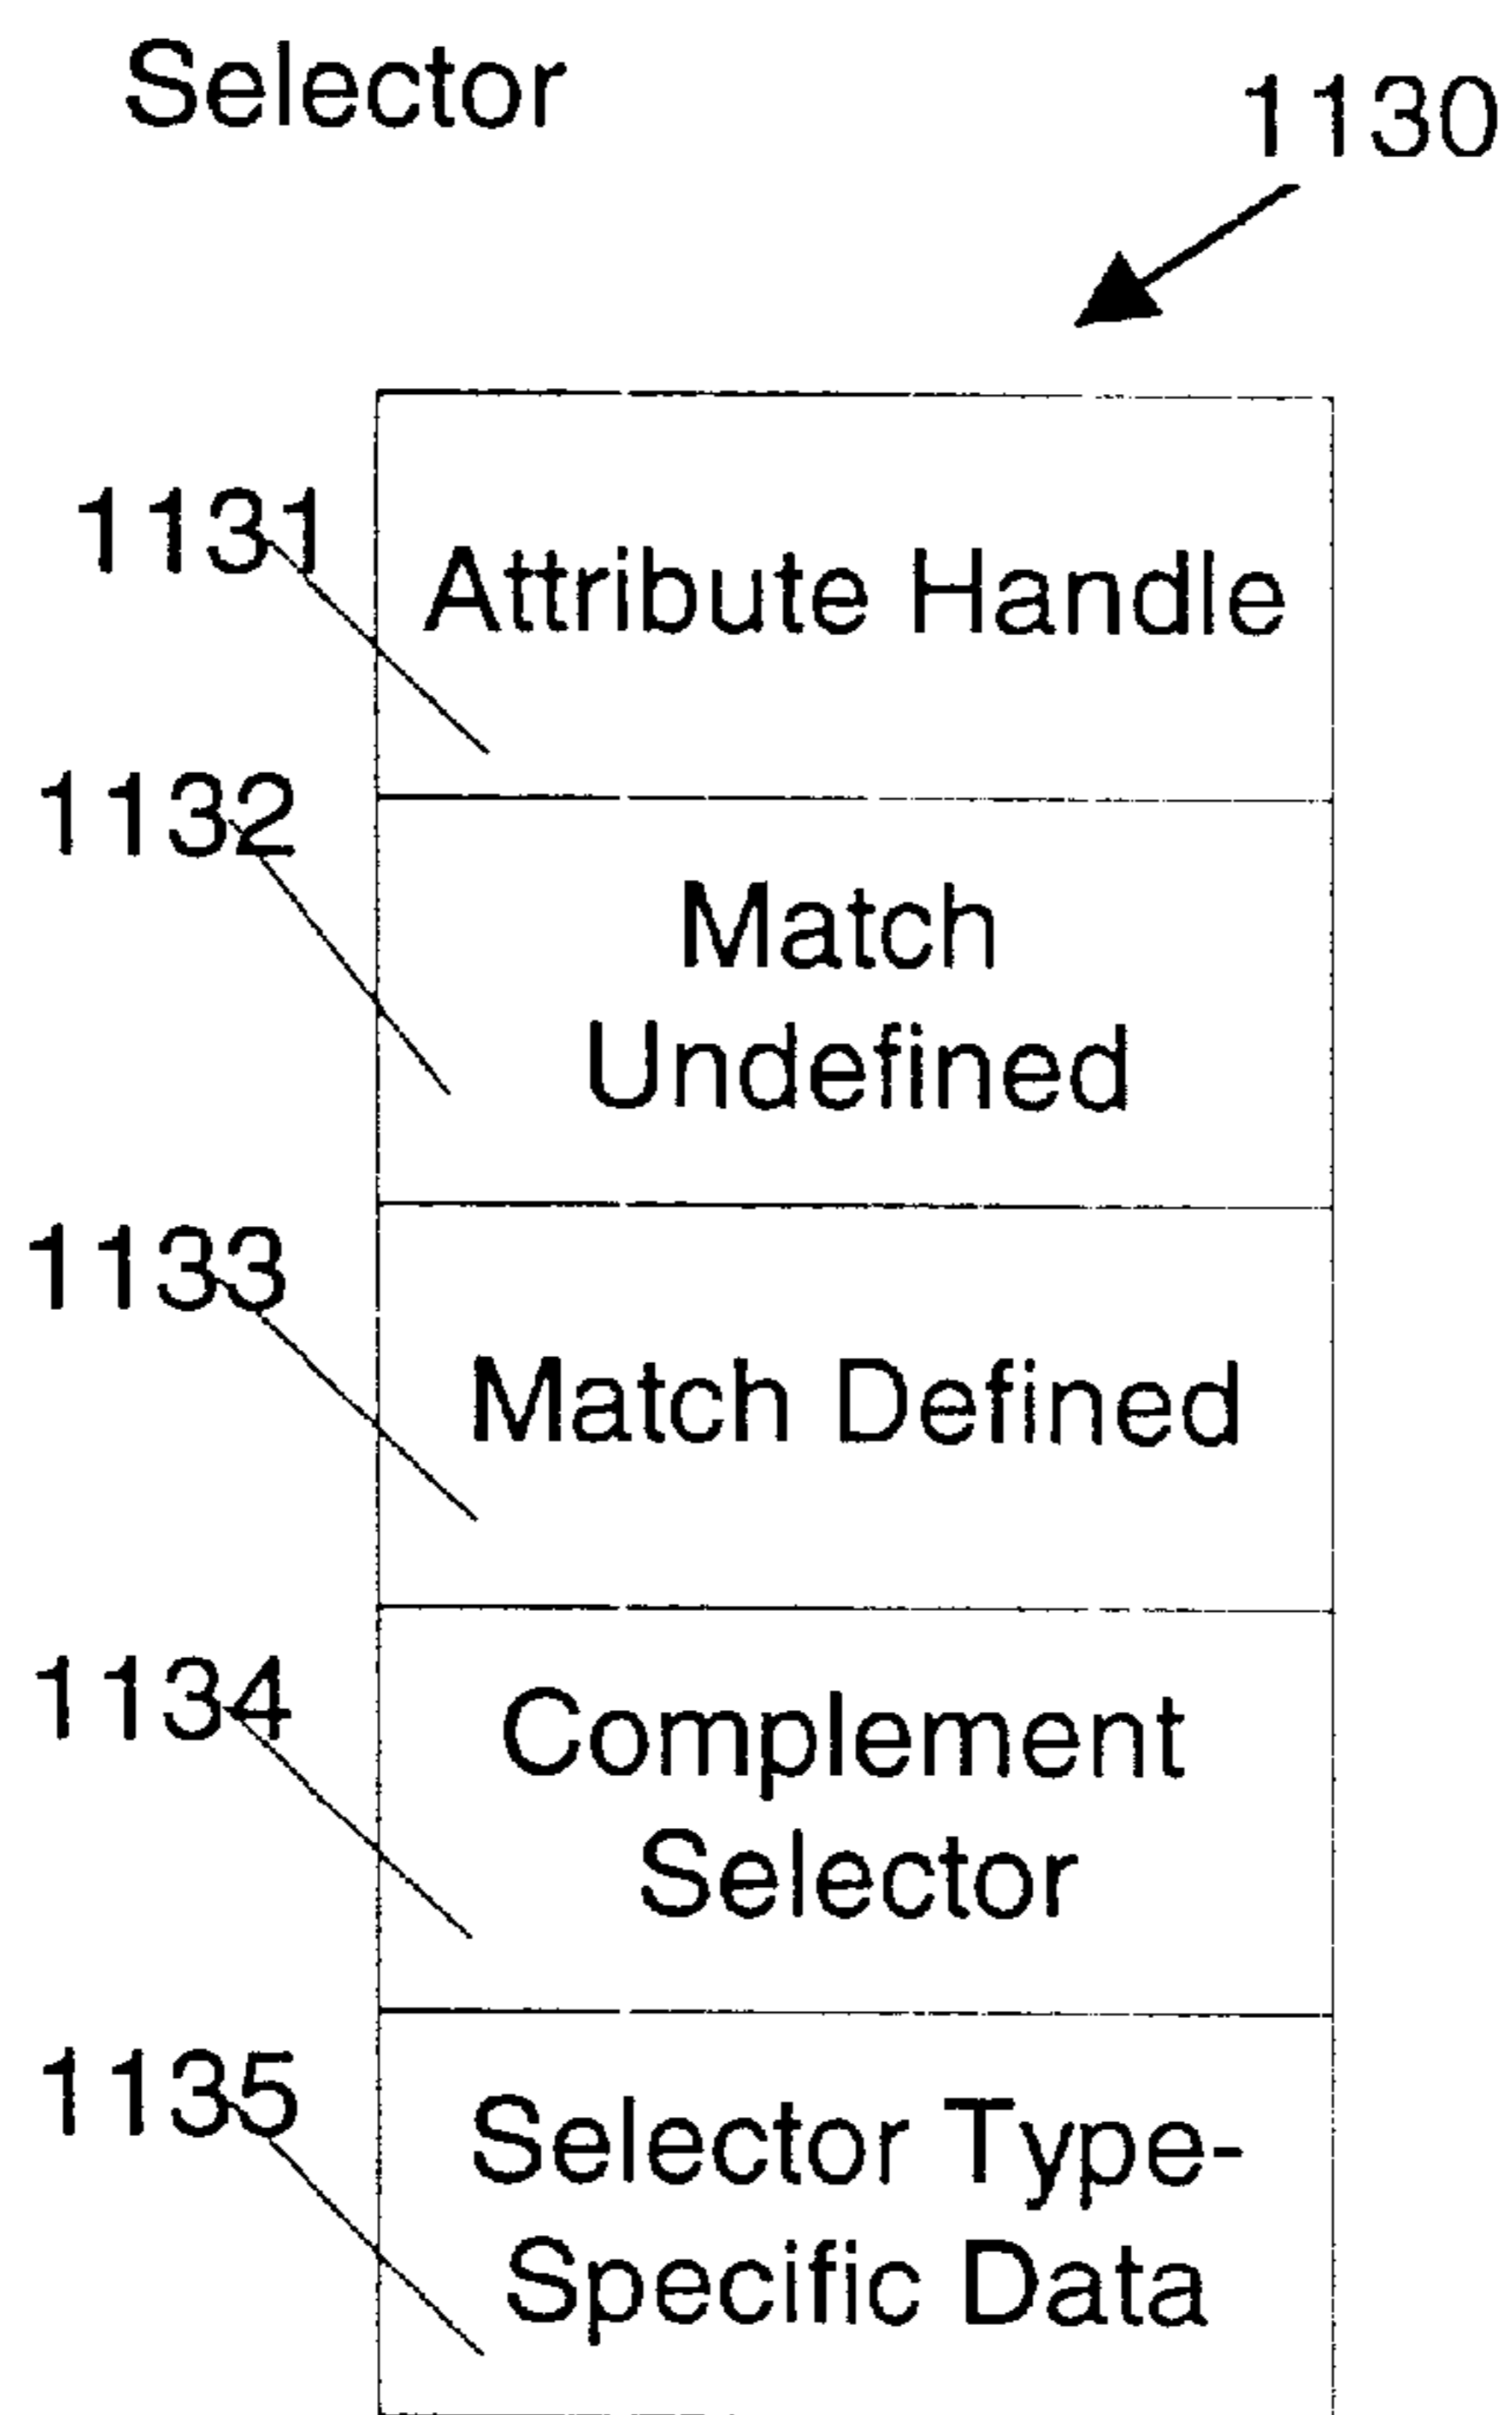 Selector
1130
1131
Attribute Handle
1132
Match
Undefined
1133
Match Defined
1134
Complement
Selector
1135
Selector Type-
Specific Data